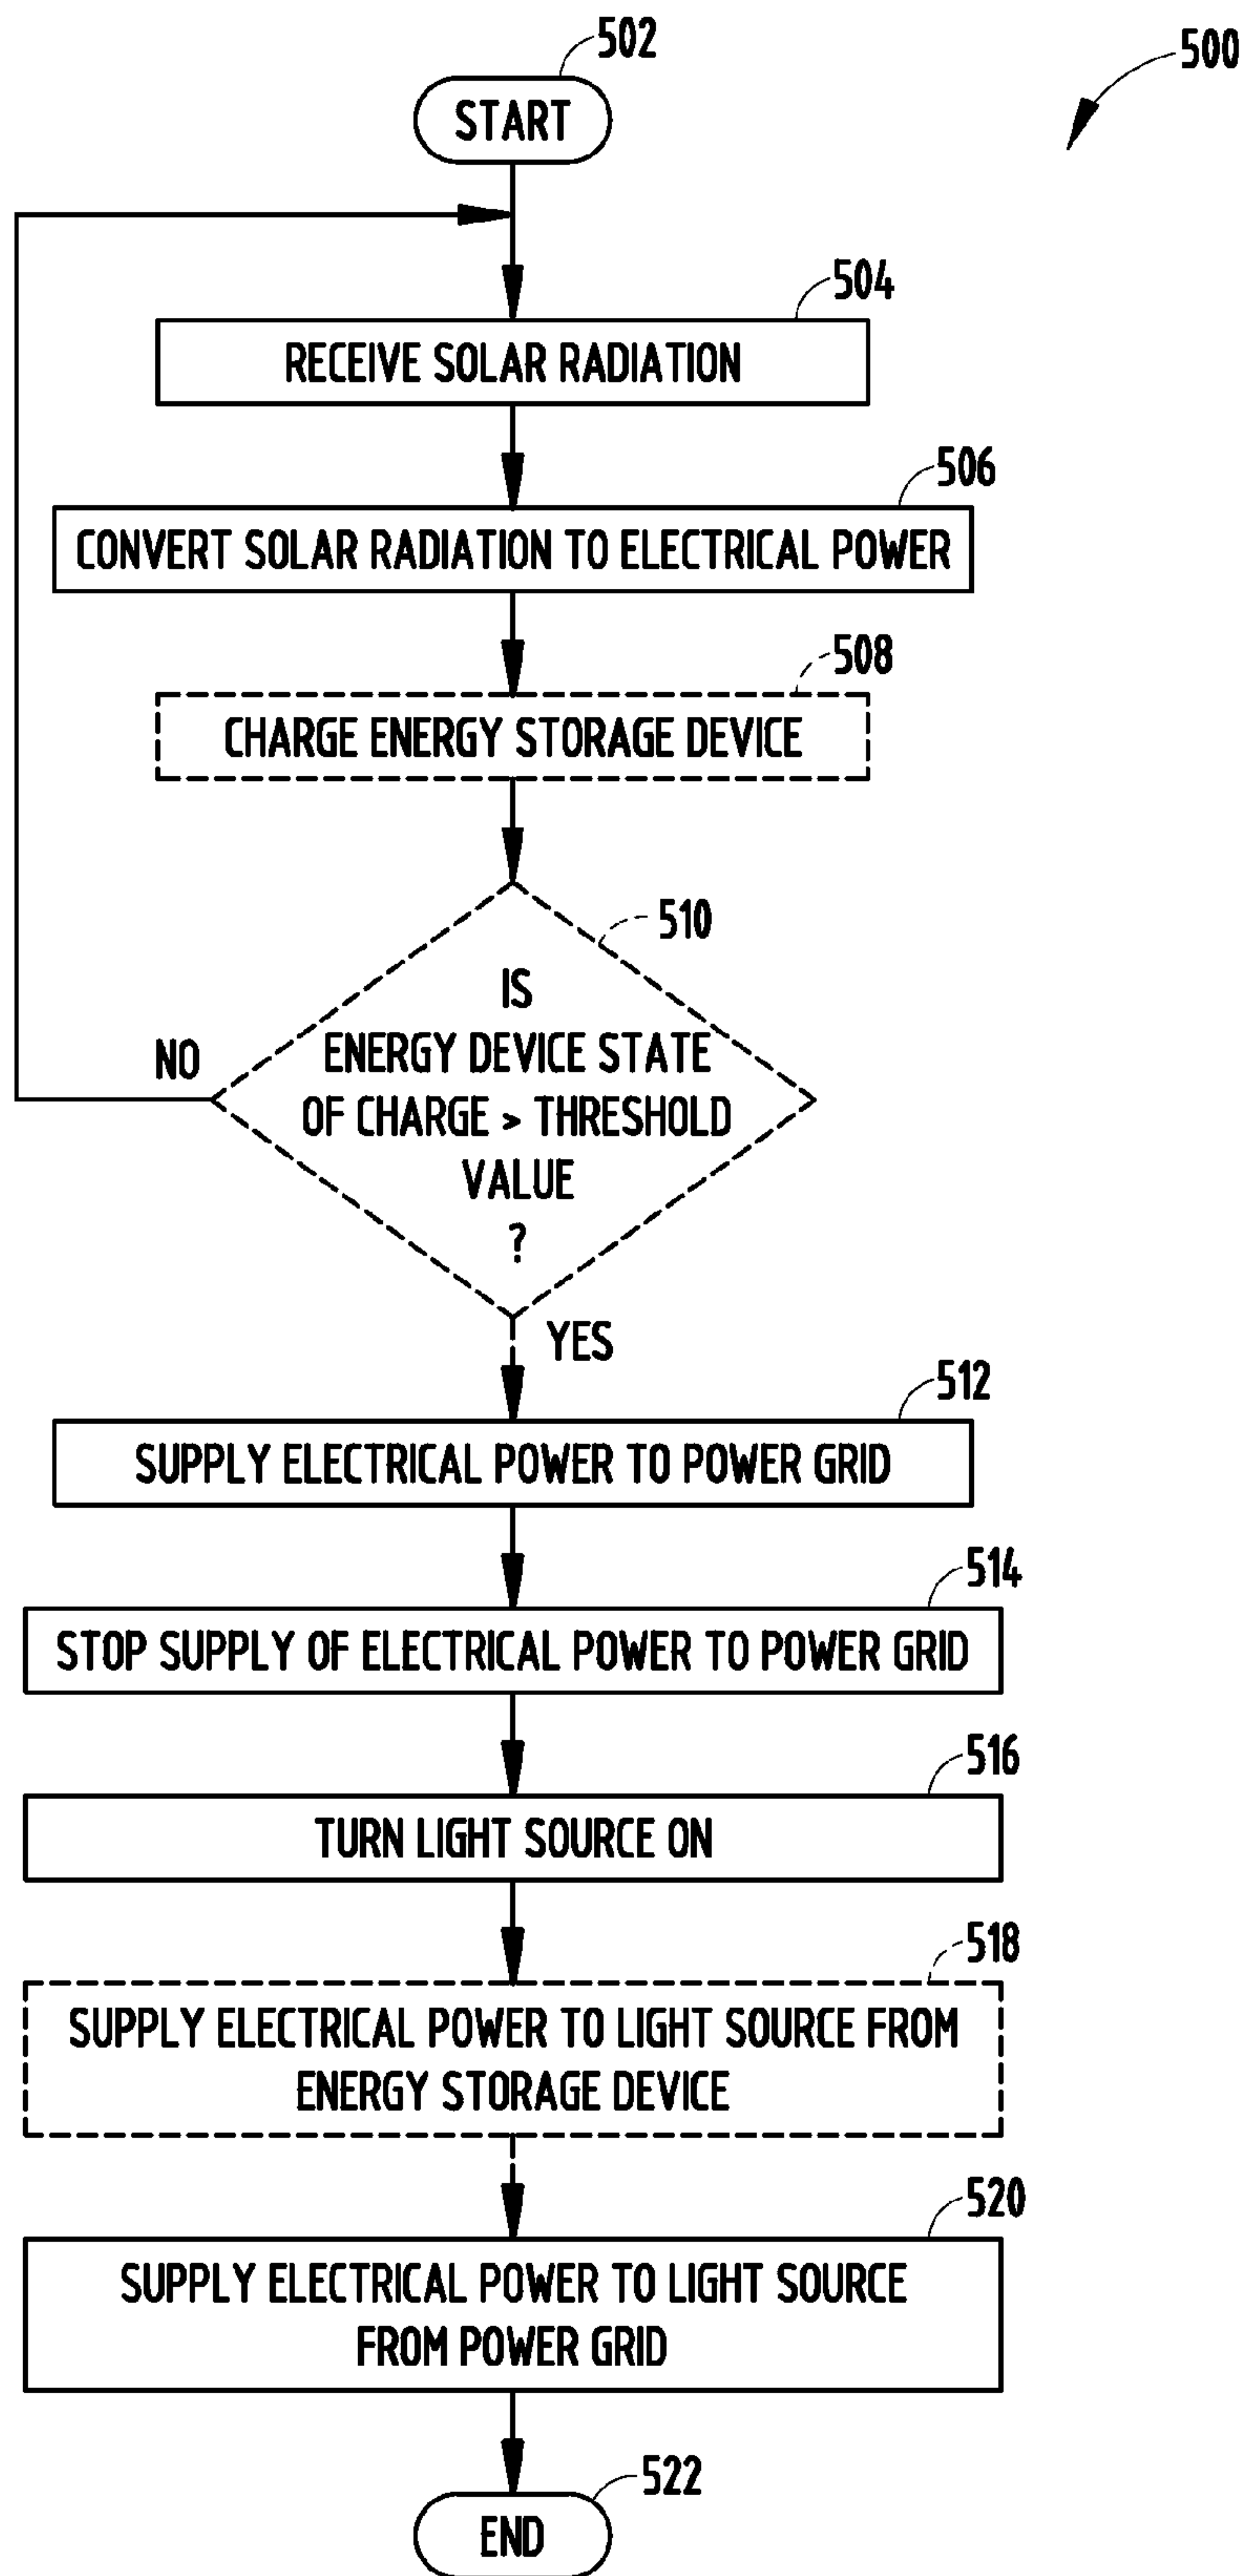 502
500
START
504
RECEIVE SOLAR RADIATION
506
CONVERT SOLAR RADIATION TO ELECTRICAL POWER
508
CHARGE ENERGY STORAGE DEVICE
510
IS
ENERGY DEVICE STATE
OF CHARGE > THRESHOLD
VALUE
?
NO
YES
512
SUPPLY ELECTRICAL POWER TO POWER GRID
514
STOP SUPPLY OF ELECTRICAL POWER TO POWER GRID
516
TURN LIGHT SOURCE ON
518
SUPPLY ELECTRICAL POWER TO LIGHT SOURCE FROM
ENERGY STORAGE DEVICE
520
SUPPLY ELECTRICAL POWER TO LIGHT SOURCE
FROM POWER GRID
522
END